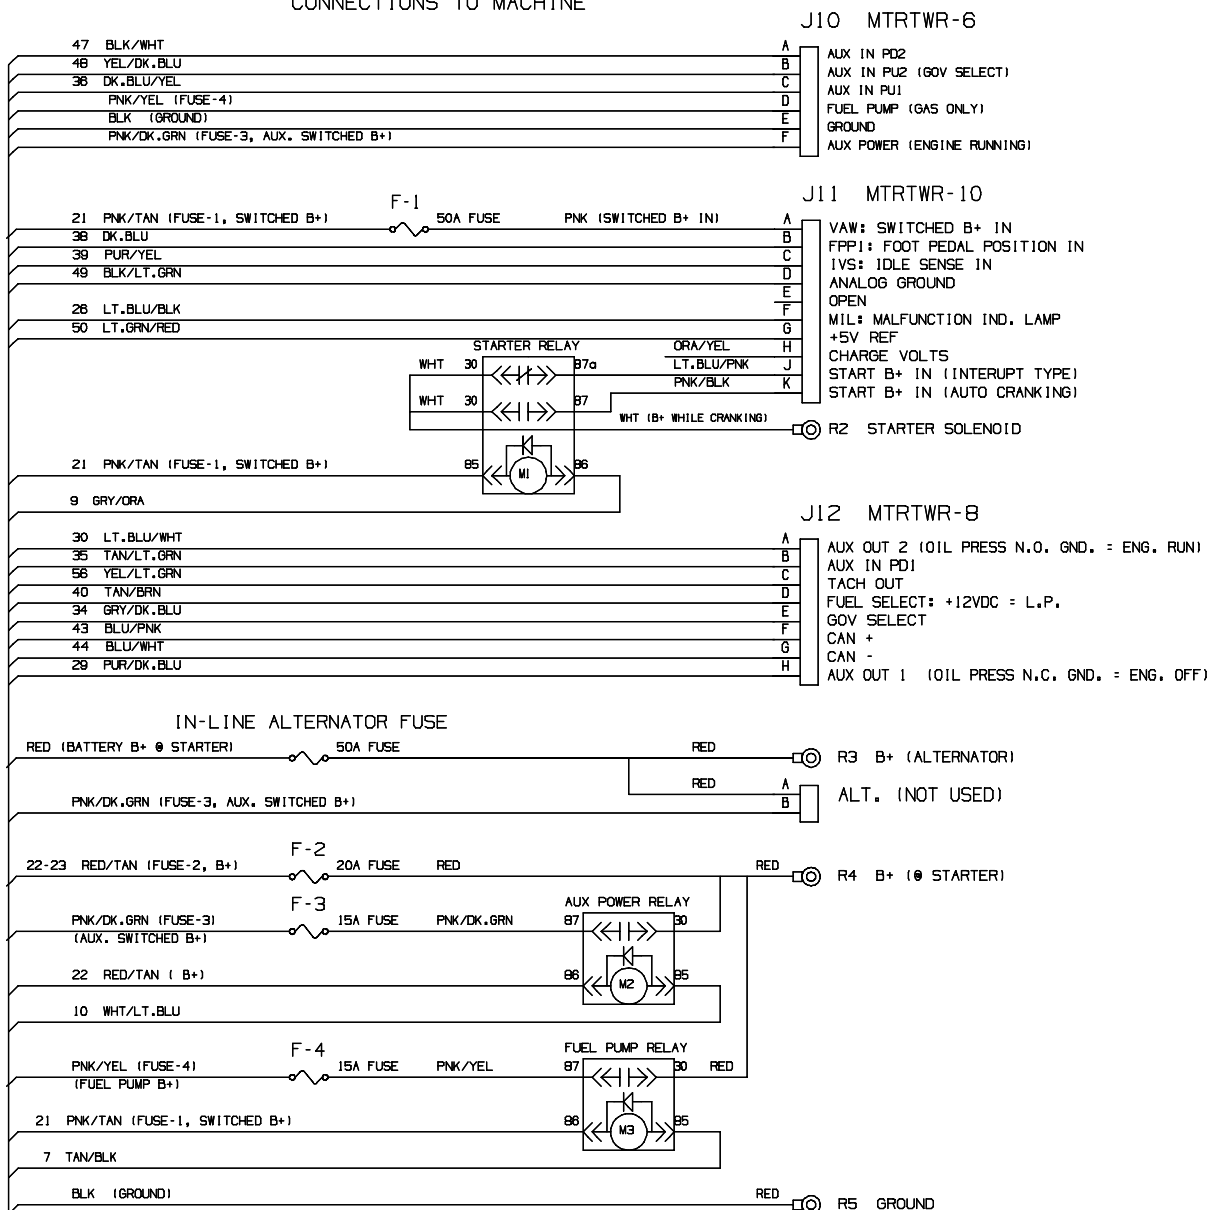 CONNECTIONS TO MACHINE
J10 MTRTWR-6
47 BLK/WHT A AUX IN PD2
48 YEL/DK.BLU B AUX IN PU2 (GOV SELECT)
36 DK.BLU/YEL C AUX IN PU1
PNK/YEL (FUSE-4) D FUEL PUMP (GAS ONLY)
BLK (GROUND) E GROUND
PNK/DK.GRN (FUSE-3, AUX. SWITCHED B+) F AUX POWER (ENGINE RUNNING)
J11 MTRTWR-10
F-1
21 PNK/TAN (FUSE-1, SWITCHED B+) 50A FUSE PNK (SWITCHED B+ IN) A VAW: SWITCHED B+ IN
38 DK.BLU B FPP1: FOOT PEDAL POSITION IN
39 PUR/YEL C IVS: IDLE SENSE IN
49 BLK/LT.GRN D ANALOG GROUND
E OPEN
26 LT.BLU/BLK F MIL: MALFUNCTION IND. LAMP
50 LT.GRN/RED G +5V REF
STARTER RELAY ORA/YEL H CHARGE VOLTS
WHT 30 87a LT.BLU/PNK J START B+ IN (INTERUPT TYPE)
PNK/BLK K START B+ IN (AUTO CRANKING)
WHT 30 87
WHT (B+ WHILE CRANKING) R2 STARTER SOLENOID
21 PNK/TAN (FUSE-1, SWITCHED B+) 85 M1 86
9 GRY/ORA
J12 MTRTWR-8
30 LT.BLU/WHT A AUX OUT 2 (OIL PRESS N.O. GND. = ENG. RUN)
35 TAN/LT.GRN B AUX IN PD1
56 YEL/LT.GRN C TACH OUT
40 TAN/BRN D FUEL SELECT: +12VDC = L.P.
34 GRY/DK.BLU E GOV SELECT
43 BLU/PNK F CAN +
44 BLU/WHT G CAN -
29 PUR/DK.BLU H AUX OUT 1 (OIL PRESS N.C. GND. = ENG. OFF)
IN-LINE ALTERNATOR FUSE
RED (BATTERY B+ @ STARTER) 50A FUSE RED R3 B+ (ALTERNATOR)
RED A ALT. (NOT USED)
PNK/DK.GRN (FUSE-3, AUX. SWITCHED B+) B
F-2
22-23 RED/TAN (FUSE-2, B+) 20A FUSE RED RED R4 B+ (@ STARTER)
F-3 AUX POWER RELAY
PNK/DK.GRN (FUSE-3) 15A FUSE PNK/DK.GRN 87 30
(AUX. SWITCHED B+)
22 RED/TAN ( B+) 86 M2 85
10 WHT/LT.BLU
F-4 FUEL PUMP RELAY
PNK/YEL (FUSE-4) 15A FUSE PNK/YEL 87 30 RED
(FUEL PUMP B+)
21 PNK/TAN (FUSE-1, SWITCHED B+) 86 M3 85
7 TAN/BLK
BLK (GROUND) RED R5 GROUND